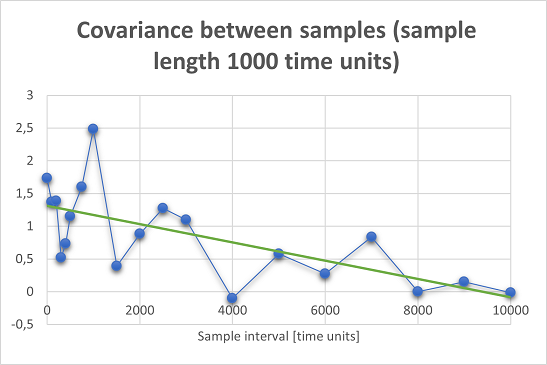 Covariance between samples (sample
length 1000 time units)
3
2,5
2
1,5
1
0,5
0
-0,5
0 2000 4000 6000 8000 10000
Sample interval [time units]